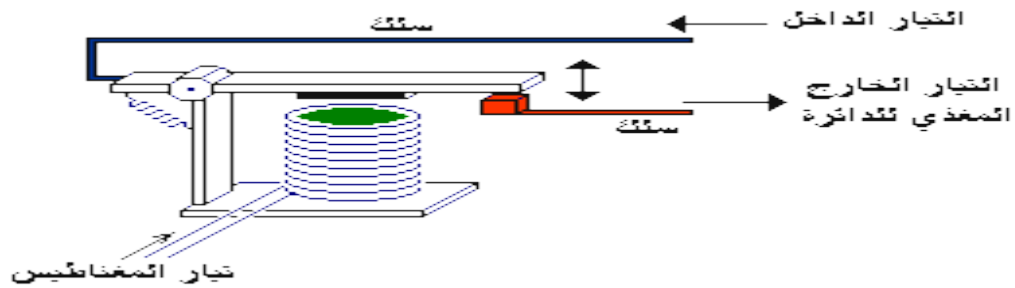 التيار الداخل
سلك
التيار الخارج
المغذي للدائرة
سلك
تيار المغناطيس